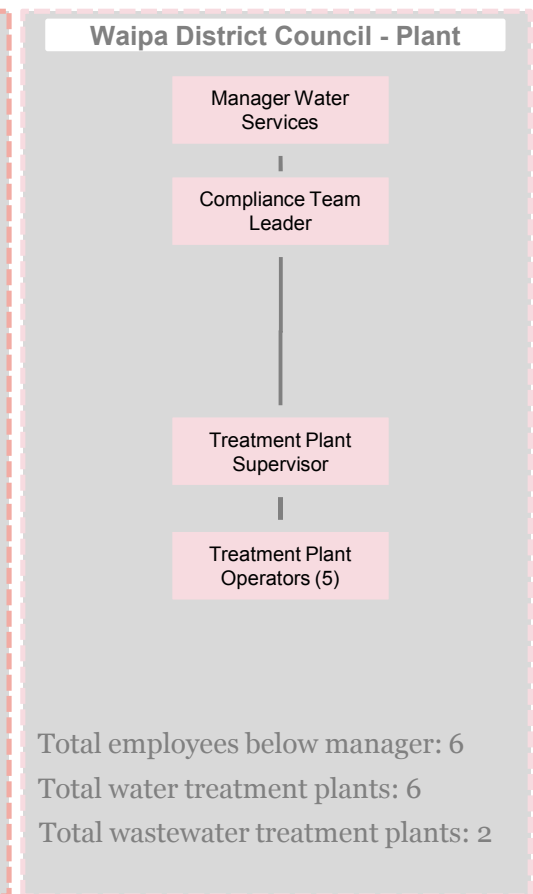 Waipa District Council - Plant
Manager Water
Services
Compliance Team
Leader
Treatment Plant
Supervisor
Treatment Plant
Operators (5)
Total employees below manager: 6
Total water treatment plants: 6
Total wastewater treatment plants: 2